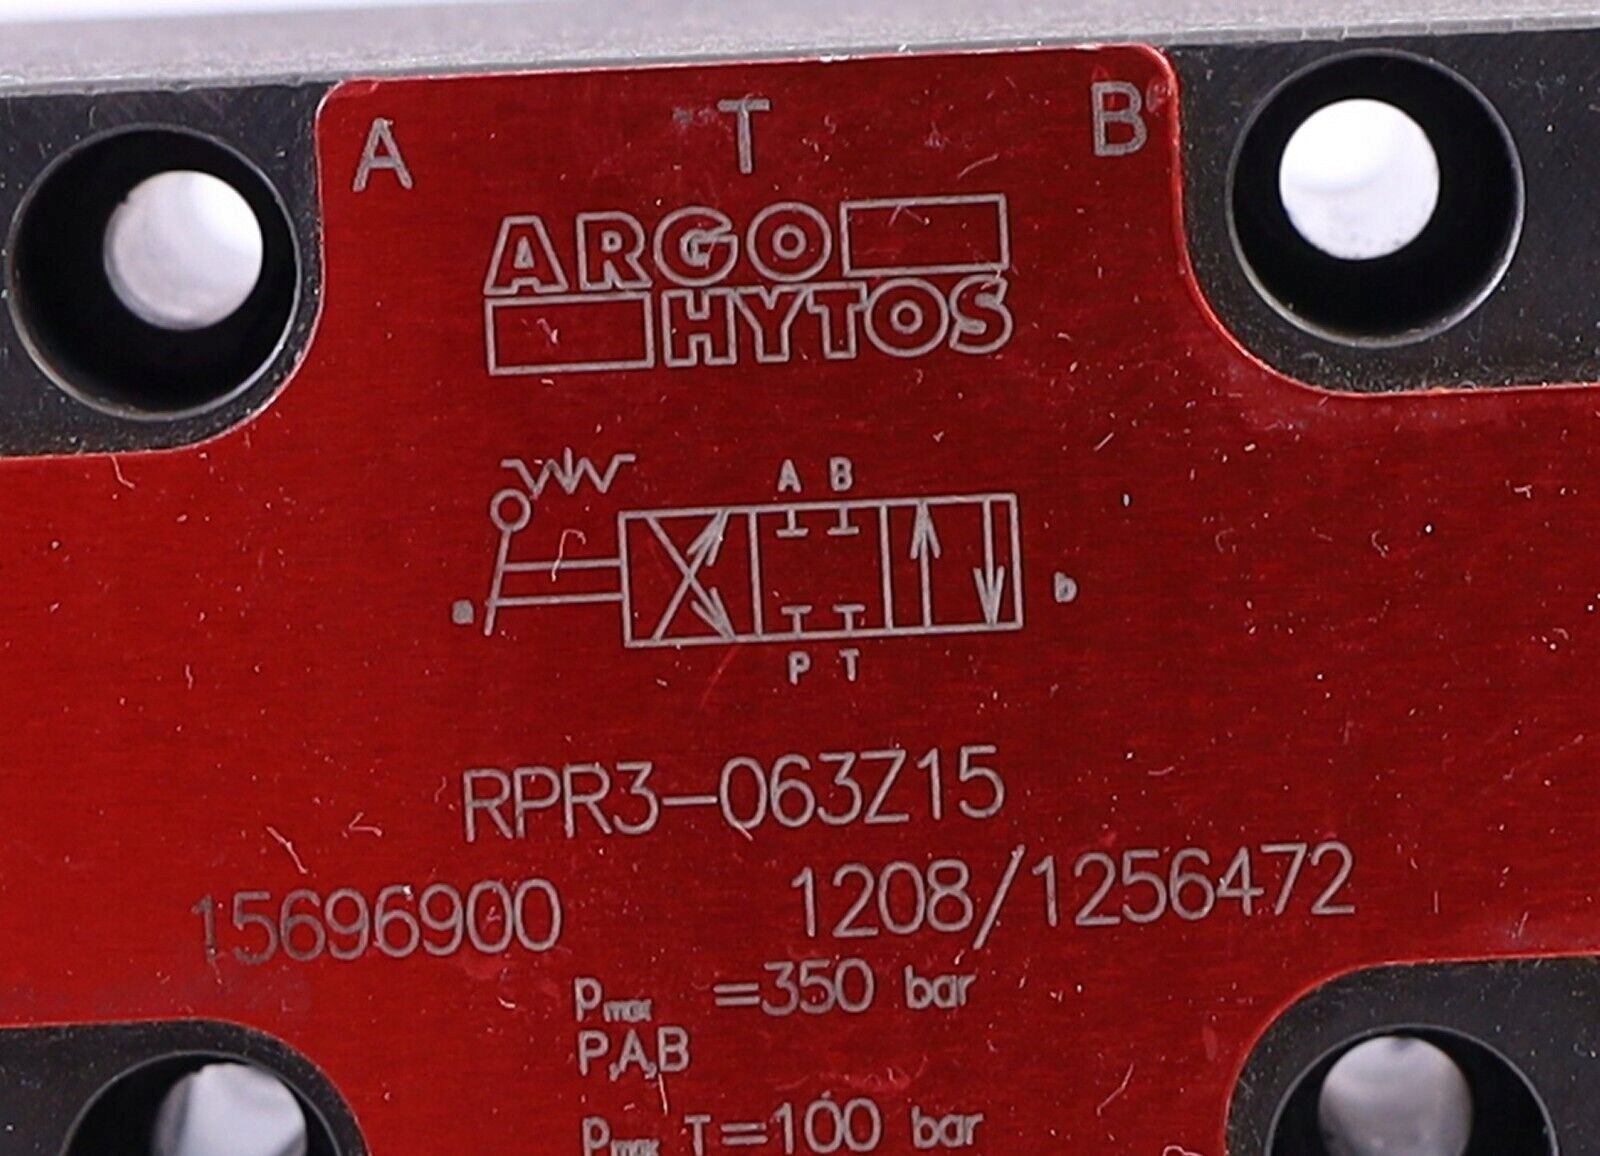 A T B
ARGO
HYTOS
A B
a b
P T
RPR3-063Z15
15696900 1208/1256472
pmax =350 bar
P,A,B
pmax T=100 bar